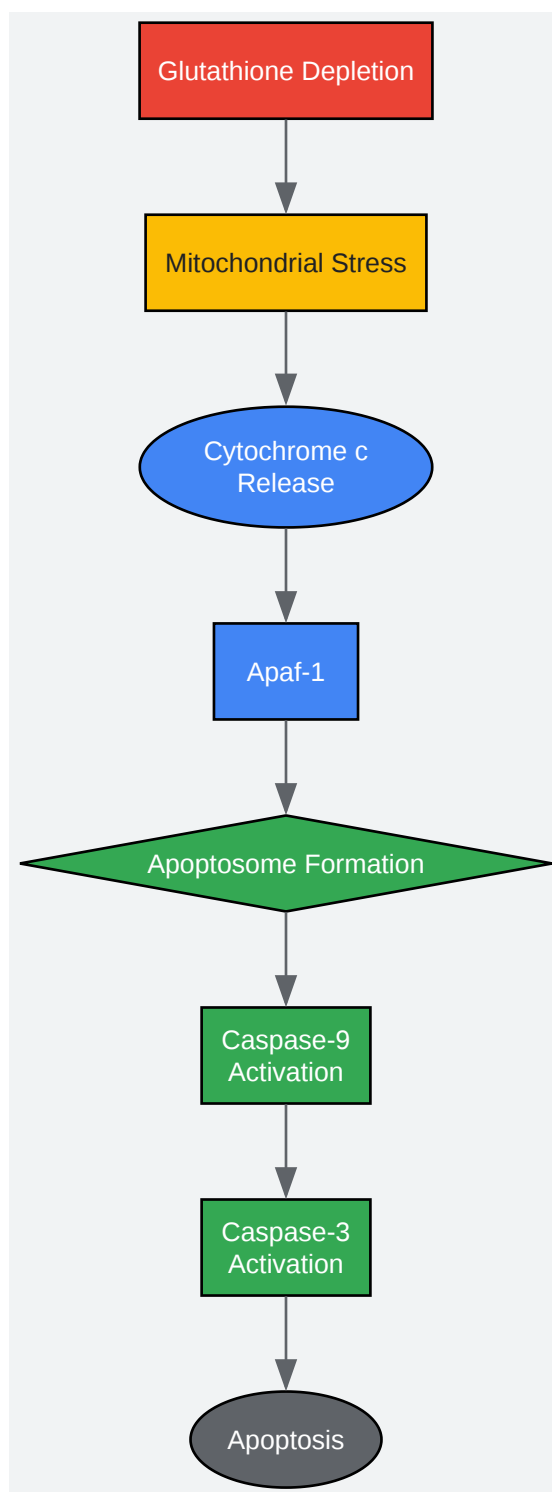 Glutathione Depletion
Mitochondrial Stress
Cytochrome c
Release
Apaf-1
Apoptosome Formation
Caspase-9
Activation
Caspase-3
Activation
Apoptosis